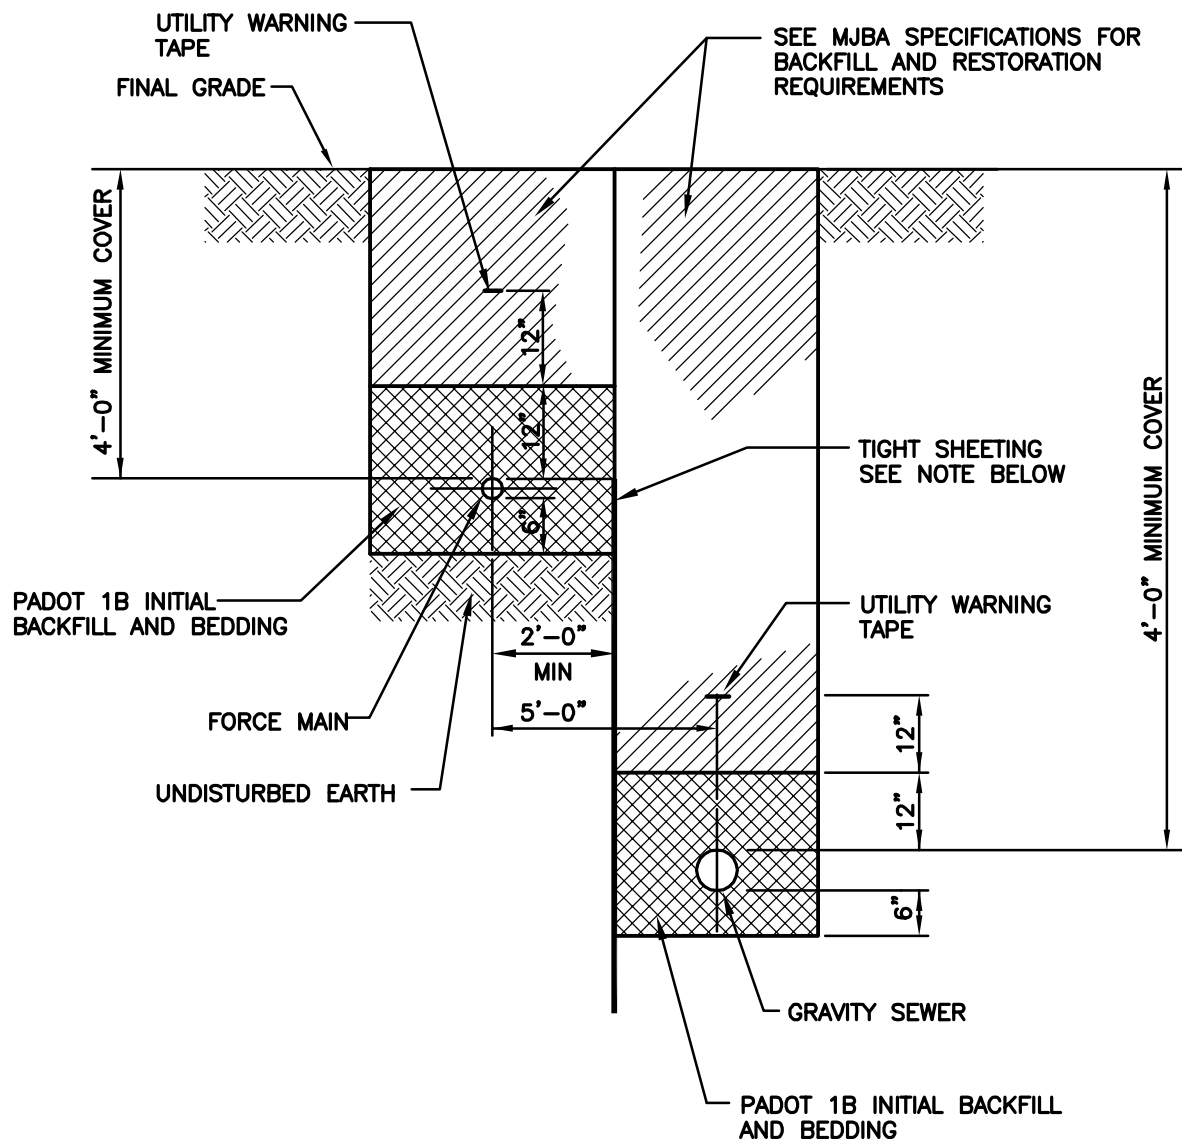 UTILITY WARNING
TAPE
FINAL GRADE
SEE MJBA SPECIFICATIONS FOR
BACKFILL AND RESTORATION
REQUIREMENTS
4'-0" MINIMUM COVER
12"
12"
6"
TIGHT SHEETING
SEE NOTE BELOW
4'-0" MINIMUM COVER
PADOT 1B INITIAL
BACKFILL AND BEDDING
UTILITY WARNING
TAPE
2'-0"
MIN
5'-0"
FORCE MAIN
UNDISTURBED EARTH
12"
12"
6"
GRAVITY SEWER
PADOT 1B INITIAL BACKFILL
AND BEDDING